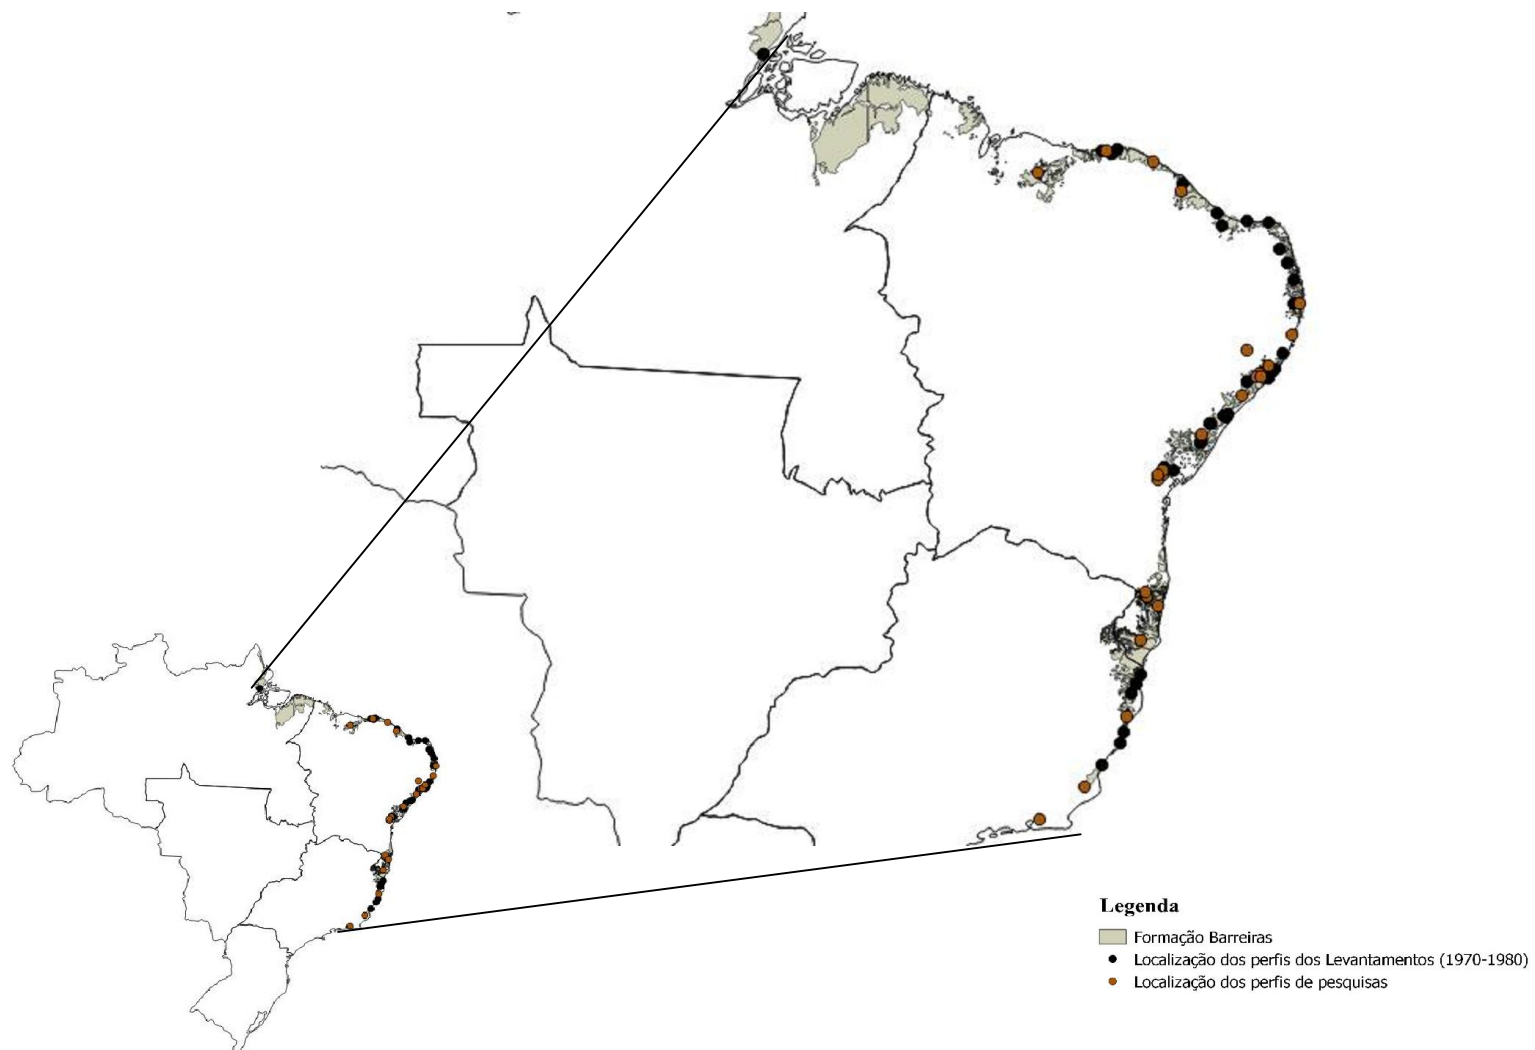 Legenda
Formação Barreiras
Localização dos perfis dos Levantamentos (1970-1980)
Localização dos perfis de pesquisas